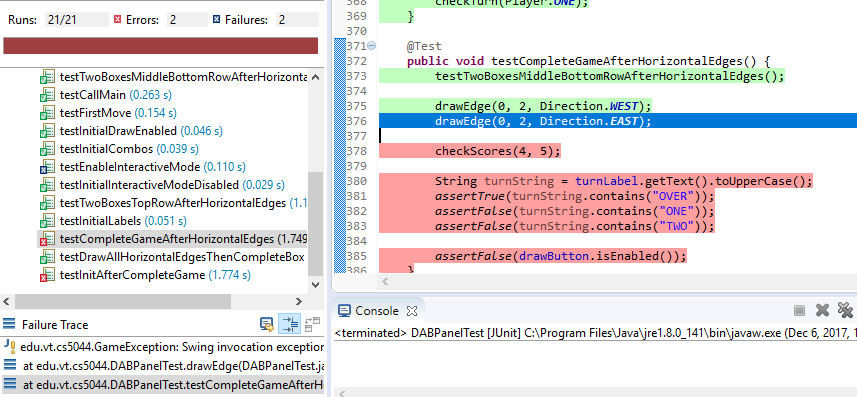 Runs: 21/21 Errors: 2 Failures: 2
testTwoBoxesMiddleBottomRowAfterHorizonta
testCallMain (0.263 s)
testFirstMove (0.154 s)
testInitialDrawEnabled (0.046 s)
testInitialCombos (0.039 s)
testEnableInteractiveMode (0.110 s)
testInitialInteractiveModeDisabled (0.029 s)
testTwoBoxesTopRowAfterHorizontalEdges (1.1
testInitialLabels (0.051 s)
testCompleteGameAfterHorizontalEdges (1.749
testDrawAllHorizontalEdgesThenCompleteBox
testInitAfterCompleteGame (1.774 s)
Failure Trace
edu.vt.cs5044.GameException: Swing invocation exception
at edu.vt.cs5044.DABPanelTest.drawEdge(DABPanelTest.ja
at edu.vt.cs5044.DABPanelTest.testCompleteGameAfterH
368 checkTurn(Player.ONE);
369 }
370
371 @Test
372 public void testCompleteGameAfterHorizontalEdges() {
373 testTwoBoxesMiddleBottomRowAfterHorizontalEdges();
374
375 drawEdge(0, 2, Direction.WEST);
376 drawEdge(0, 2, Direction.EAST);
377
378 checkScores(4, 5);
379
380 String turnString = turnLabel.getText().toUpperCase();
381 assertTrue(turnString.contains("OVER"));
382 assertFalse(turnString.contains("ONE"));
383 assertFalse(turnString.contains("TWO"));
384
385 assertFalse(drawButton.isEnabled());
386 }
Console
<terminated> DABPanelTest [JUnit] C:\Program Files\Java\jre1.8.0_141\bin\javaw.exe (Dec 6, 2017, 1